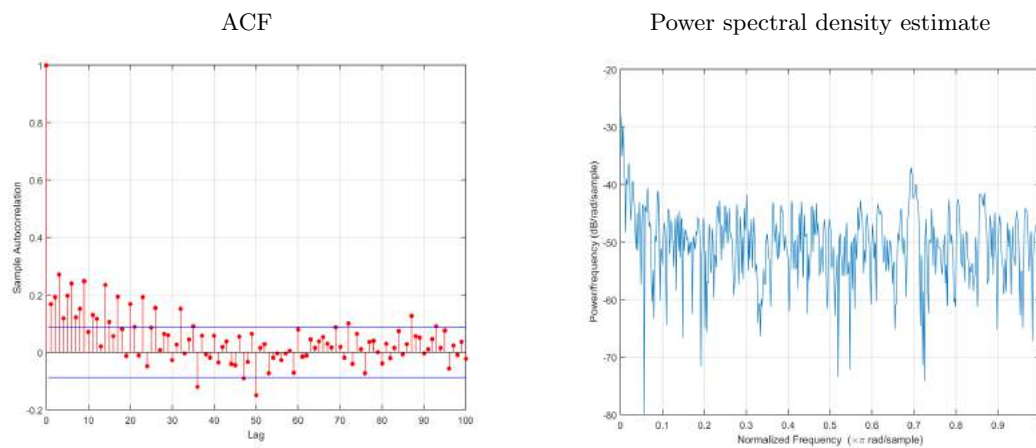 ACF
Power spectral density estimate
1
0.8
0.6
0.4
0.2
0
-0.2
Sample Autocorrelation
0 10 20 30 40 50 60 70 80 90 100
Lag
-20
-30
-40
-50
-60
-70
-80
Power/frequency (dB/rad/sample)
0 0.1 0.2 0.3 0.4 0.5 0.6 0.7 0.8 0.9
Normalized Frequency (×π rad/sample)